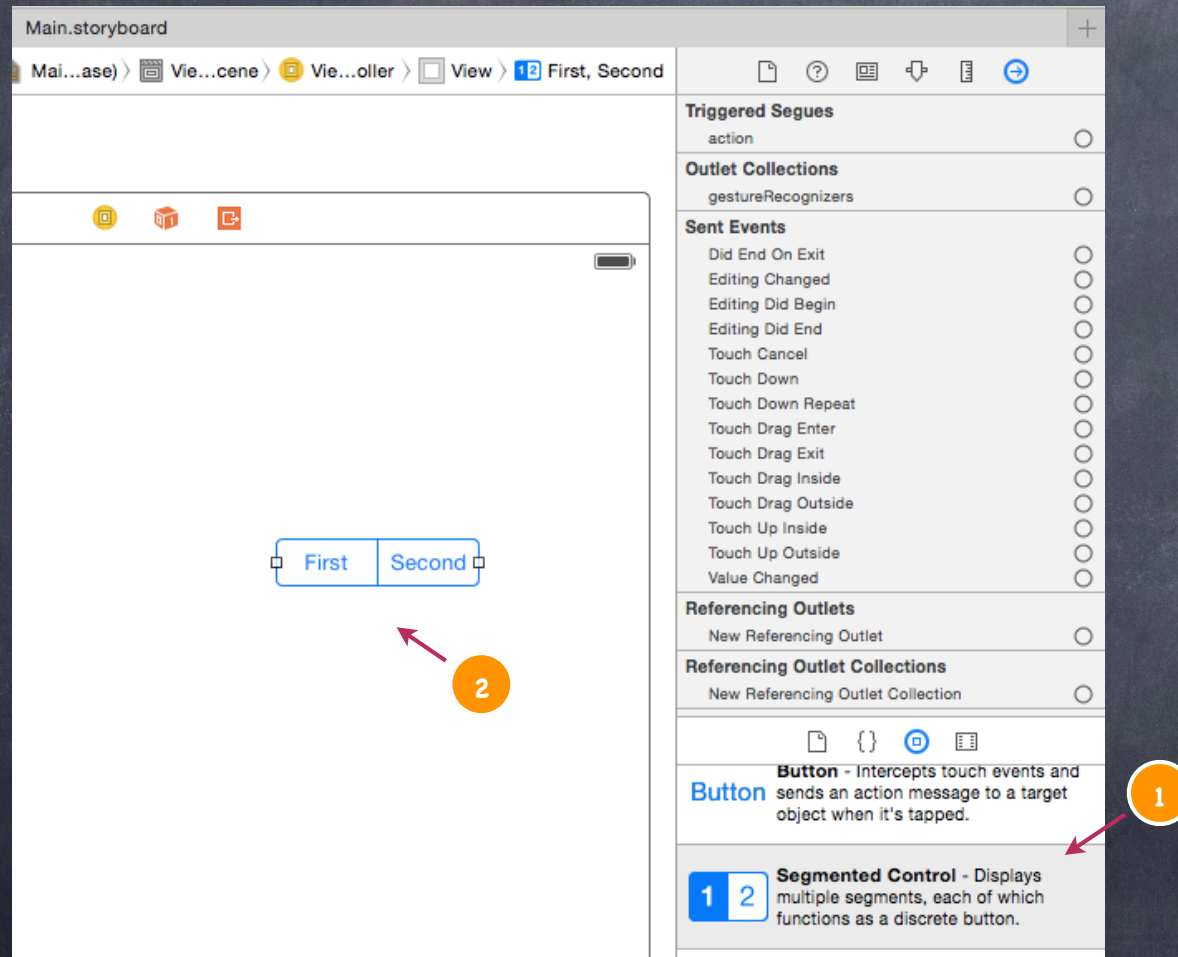 Main.storyboard
Mai...ase) 〉 Vie...cene 〉 Vie...oller 〉 View 〉 12 First, Second
Triggered Segues
action
Outlet Collections
gestureRecognizers
Sent Events
Did End On Exit
Editing Changed
Editing Did Begin
Editing Did End
Touch Cancel
Touch Down
Touch Down Repeat
Touch Drag Enter
Touch Drag Exit
Touch Drag Inside
Touch Drag Outside
Touch Up Inside
Touch Up Outside
Value Changed
Referencing Outlets
New Referencing Outlet
Referencing Outlet Collections
New Referencing Outlet Collection
First Second
2
Button
Button - Intercepts touch events and
sends an action message to a target
object when it's tapped.
1
1 2
Segmented Control - Displays
multiple segments, each of which
functions as a discrete button.